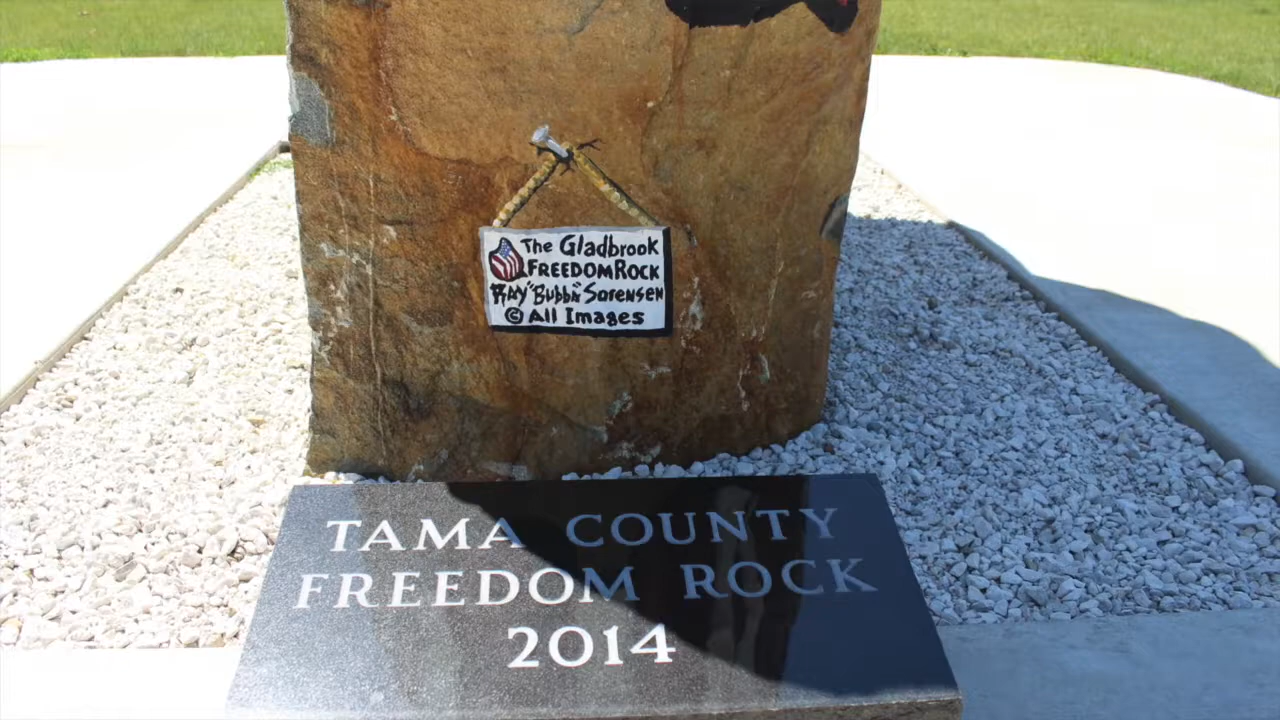 The Gladbrook
FREEDOM ROCK
RAY "Bubba" Sorensen
© All Images
TAMA COUNTY
FREEDOM ROCK
2014